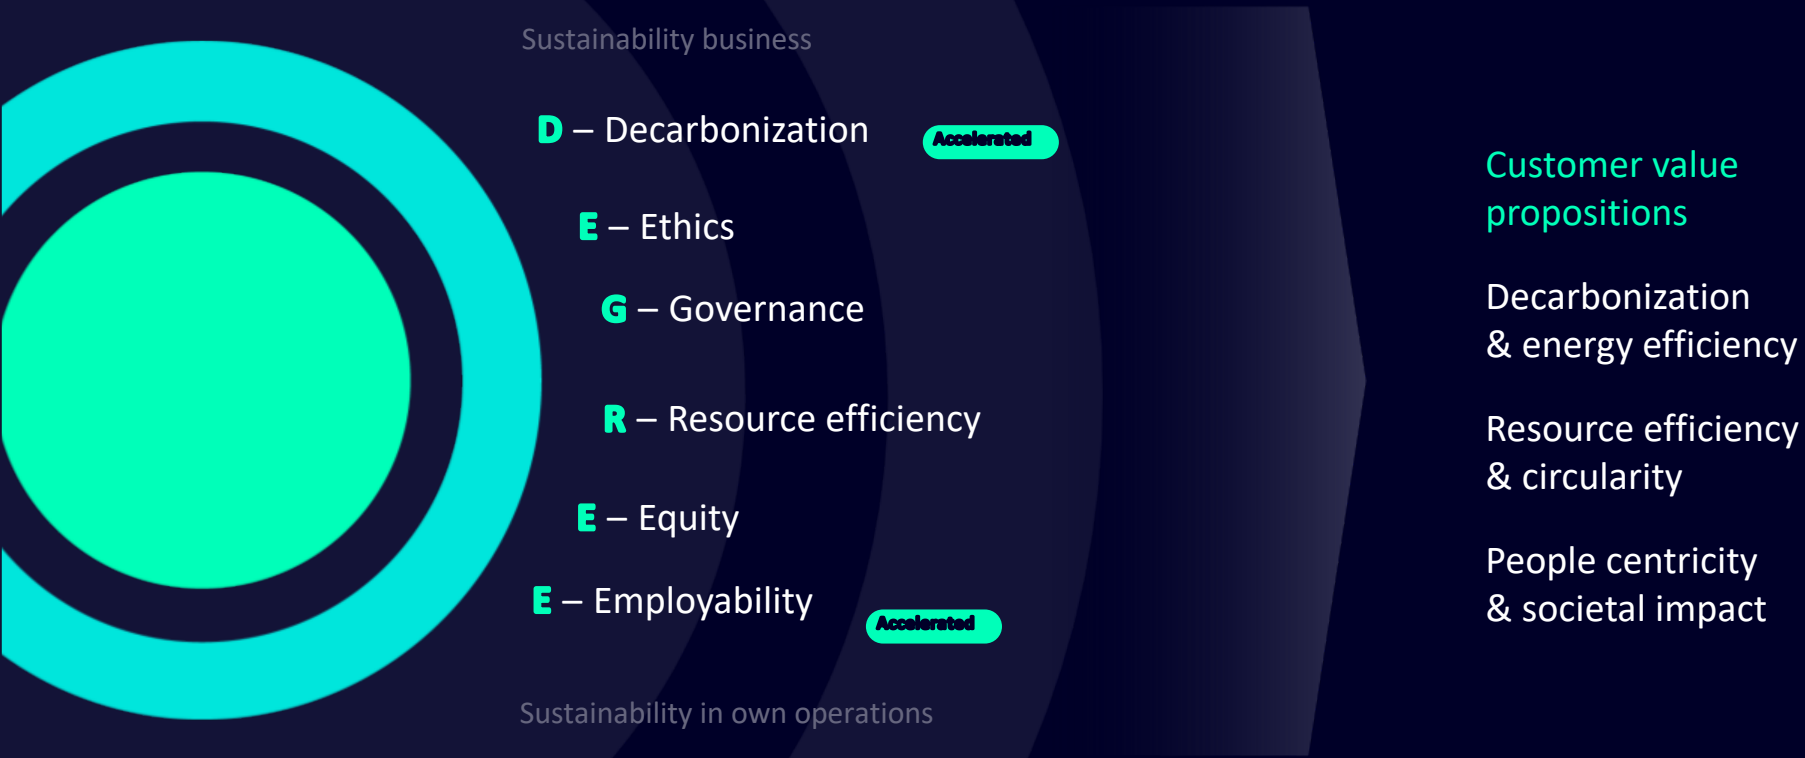 Sustainability business
D – Decarbonization
Accelerated
E – Ethics
G – Governance
R – Resource efficiency
E – Equity
E – Employability
Accelerated
Sustainability in own operations
Customer value
propositions
Decarbonization
& energy efficiency
Resource efficiency
& circularity
People centricity
& societal impact